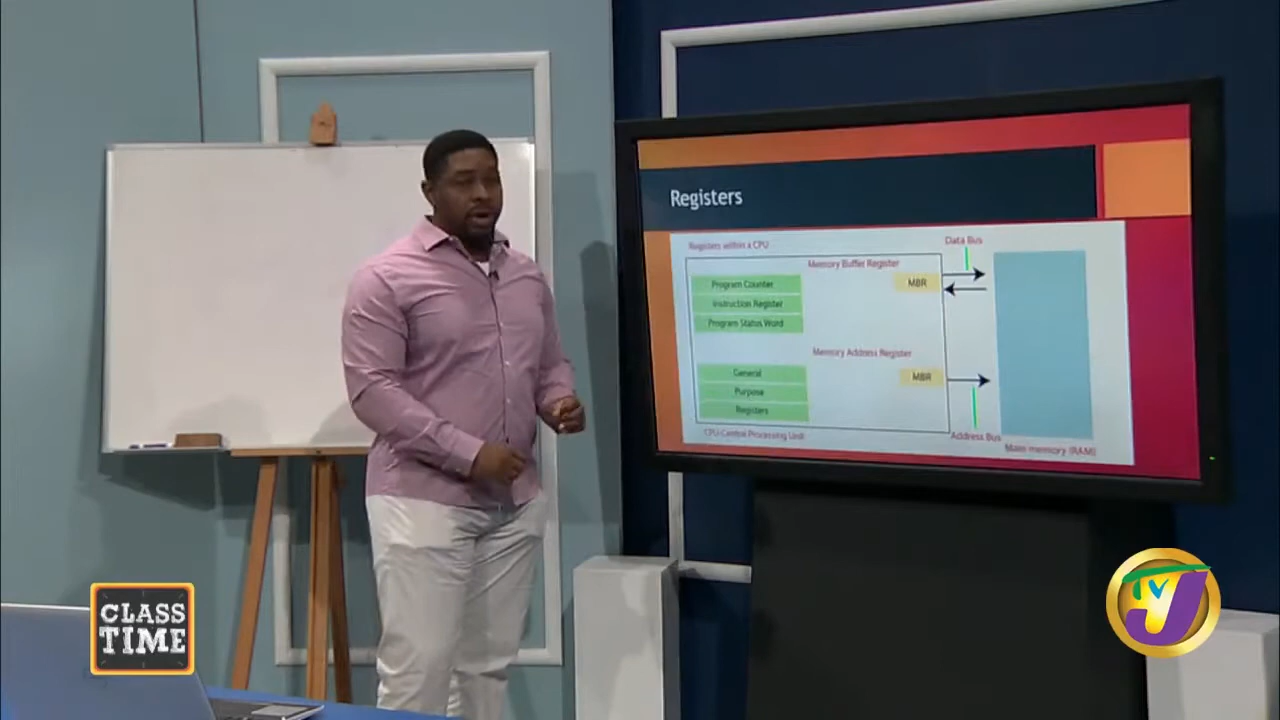 Registers
Registers within a CPU
Data Bus
Memory Buffer Register
MBR
Program Counter
Instruction Register
Program Status Word
Memory Address Register
MBR
General
Purpose
Registers
CPU-Central Processing Unit
Address Bus
Main memory (RAM)
CLASS
TIME
TVJ